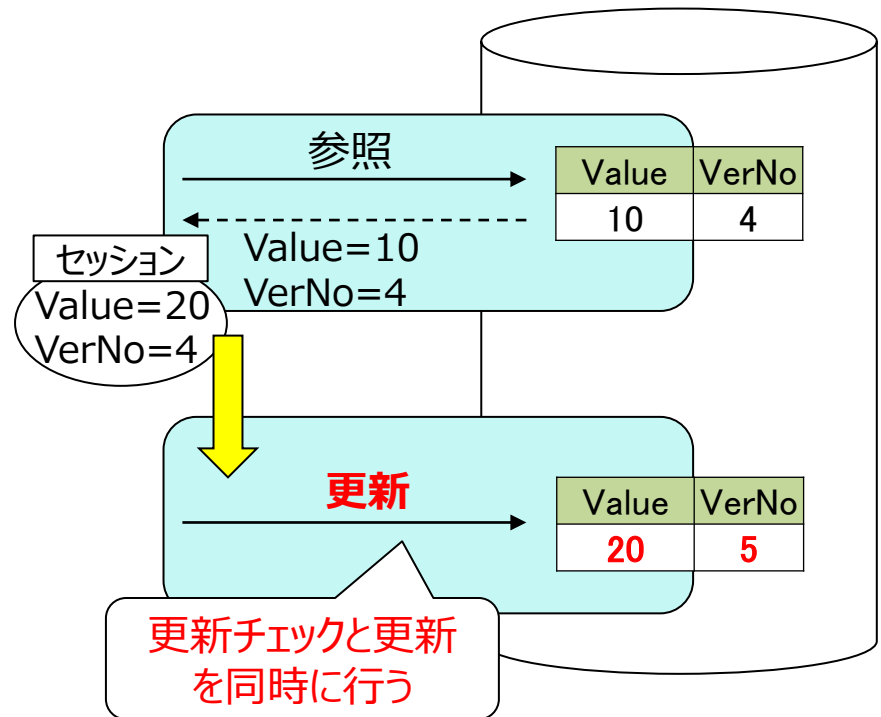 参照
Value VerNo
10 4
Value=10
VerNo=4
セッション
Value=20
VerNo=4
更新
Value VerNo
20 5
更新チェックと更新
を同時に行う